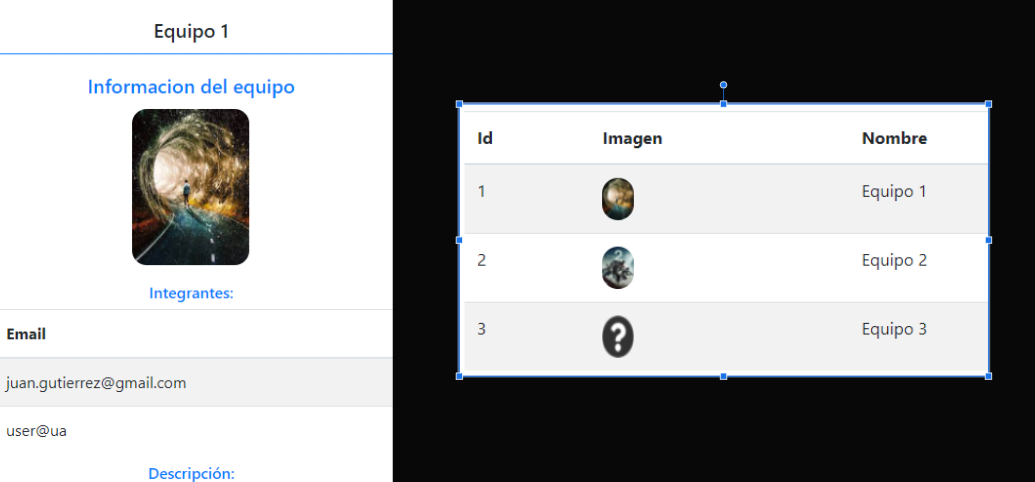 Equipo 1
Informacion del equipo
Integrantes:
Email
juan.gutierrez@gmail.com
user@ua
Descripción:
Id Imagen Nombre
1 Equipo 1
2 Equipo 2
3 ? Equipo 3